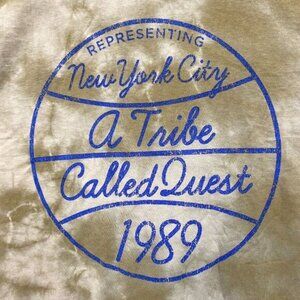 REPRESENTING
New York City
A Tribe
Called Quest
1989